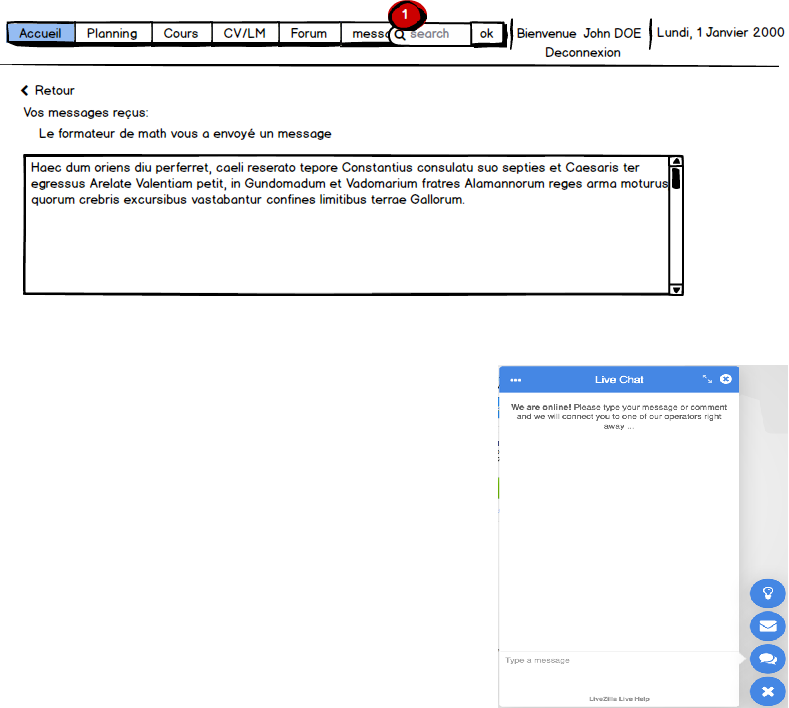 1
Accueil Planning Cours CV/LM Forum search ok Bienvenue John DOE Lundi, 1 Janvier 2000
Deconnexion
Retour
Vos messages reçus:
Le formateur de math vous a envoyé un message
Haec dum oriens diu perferret, caeli reserato tepore Constantius consulatu suo septies et Caesaris ter
egressus Arelate Valentiam petit, in Gundomadum et Vadomarium fratres Alamannorum reges arma moturus
quorum crebris excursibus vastabantur confines limitibus terrae Gallorum.
Live Chat
We are online! Please type your message or comment
and we will connect you to one of our operators right
away ...
Type a message
LiveZilla Live Help